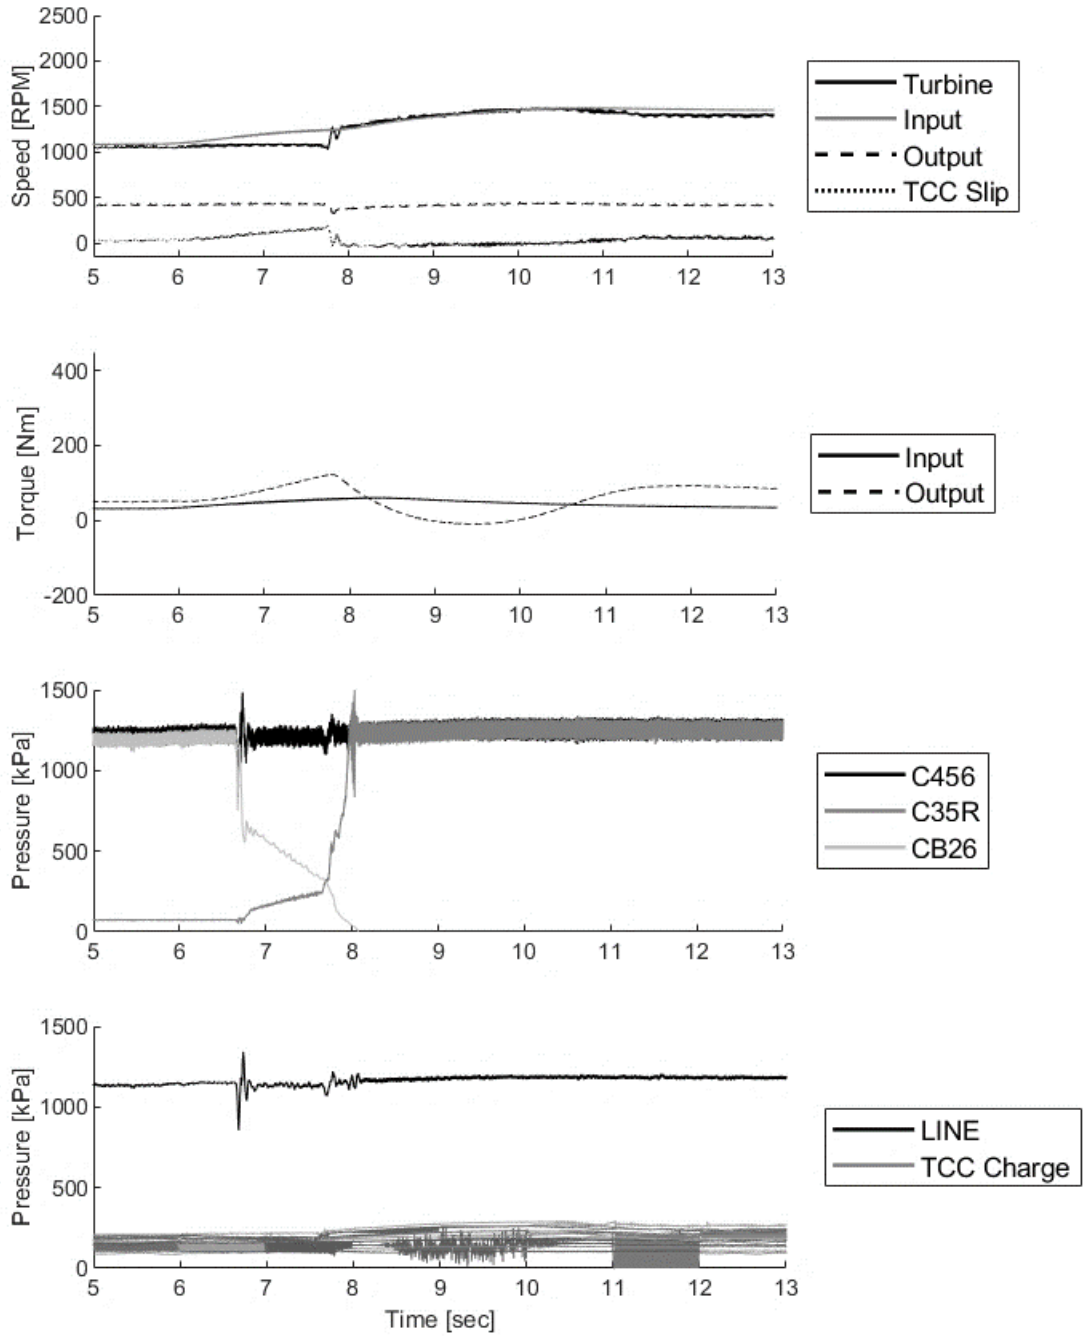 2500
2000
1500
1000
500
0
Speed [RPM]
5 6 7 8 9 10 11 12 13
Turbine
Input
Output
TCC Slip
400
200
0
-200
Torque [Nm]
5 6 7 8 9 10 11 12 13
Input
Output
1500
1000
500
0
Pressure [kPa]
5 6 7 8 9 10 11 12 13
C456
C35R
CB26
1500
1000
500
0
Pressure [kPa]
5 6 7 8 9 10 11 12 13
Time [sec]
LINE
TCC Charge